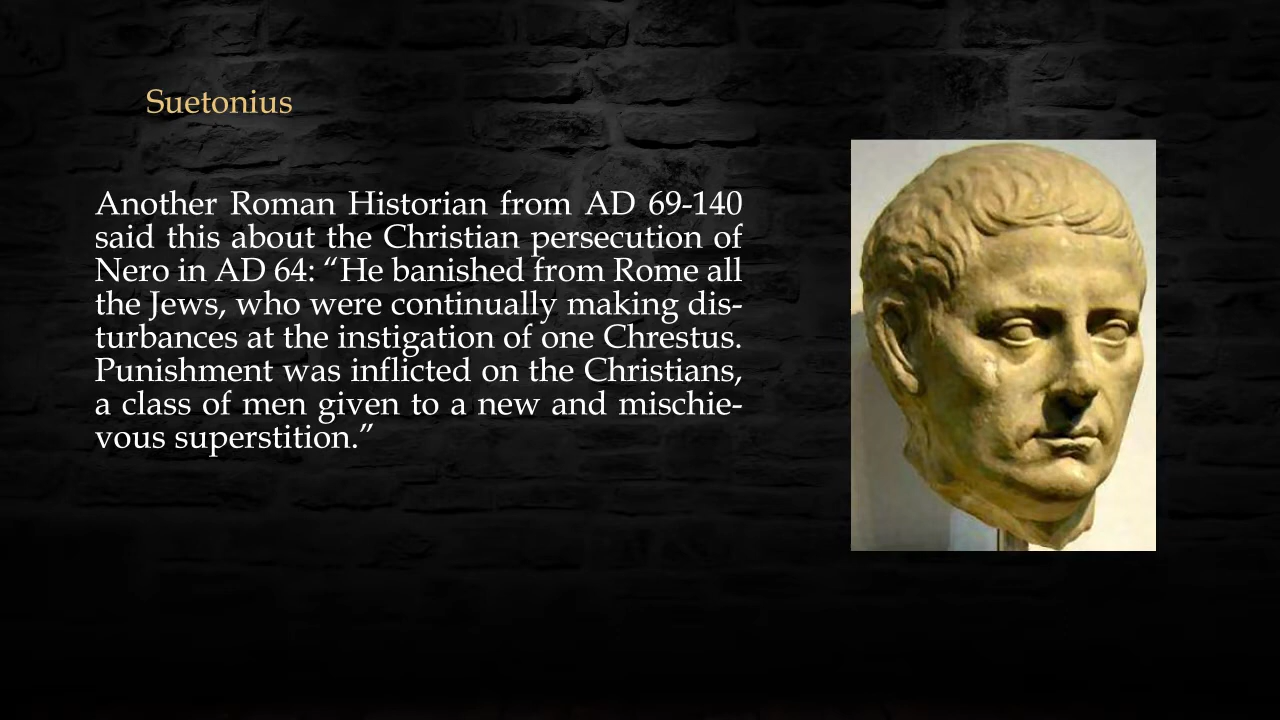 Suetonius
Another Roman Historian from AD 69-140
said this about the Christian persecution of
Nero in AD 64: “He banished from Rome all
the Jews, who were continually making dis-
turbances at the instigation of one Chrestus.
Punishment was inflicted on the Christians,
a class of men given to a new and mischie-
vous superstition.”